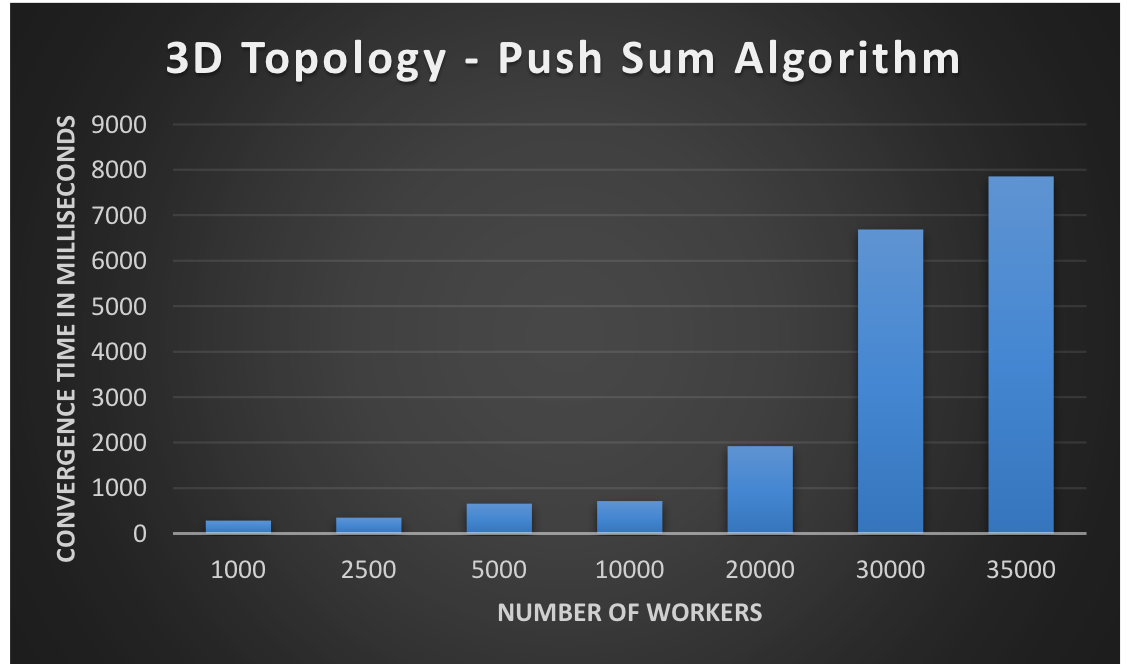 3D Topology - Push Sum Algorithm
CONVERGENCE TIME IN MILLISECONDS
9000
8000
7000
6000
5000
4000
3000
2000
1000
0
1000 2500 5000 10000 20000 30000 35000
NUMBER OF WORKERS